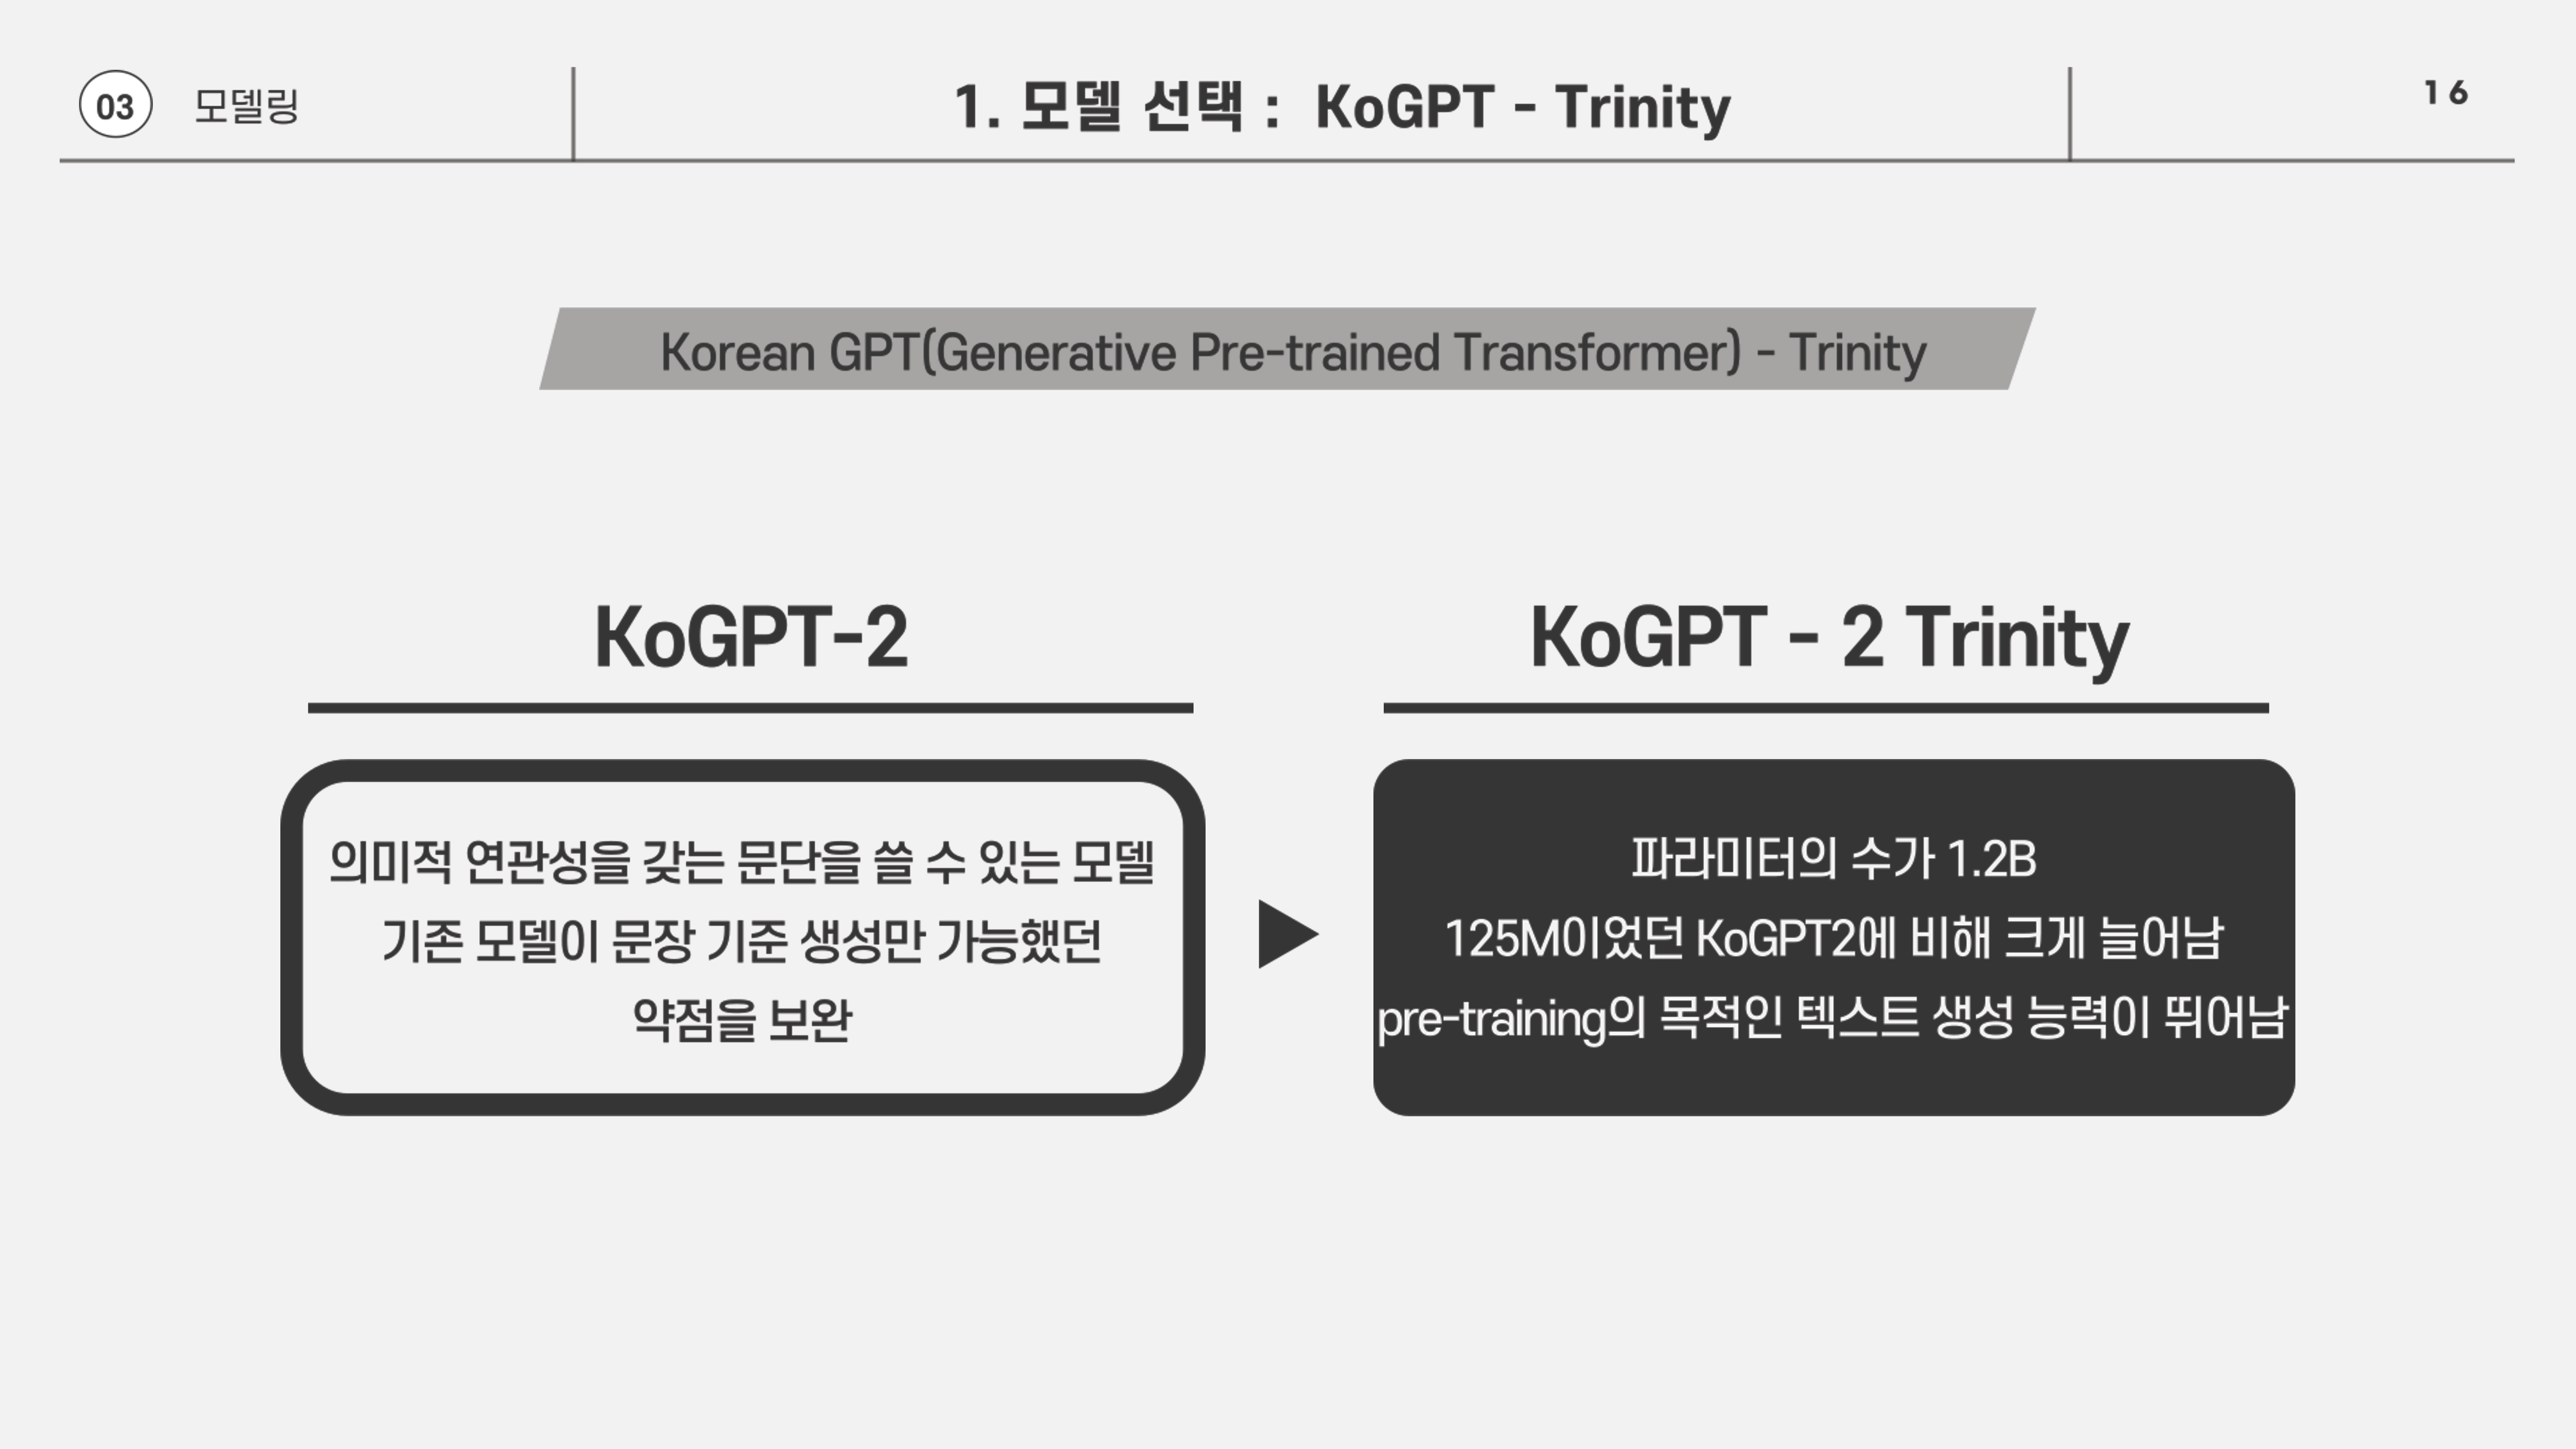 03 모델링
1. 모델 선택 : KoGPT - Trinity
16
Korean GPT(Generative Pre-trained Transformer) - Trinity
KoGPT-2
의미적 연관성을 갖는 문단을 쓸 수 있는 모델
기존 모델이 문장 기준 생성만 가능했던
약점을 보완
KoGPT - 2 Trinity
파라미터의 수가 1.2B
125M이었던 KoGPT2에 비해 크게 늘어남
pre-training의 목적인 텍스트 생성 능력이 뛰어남